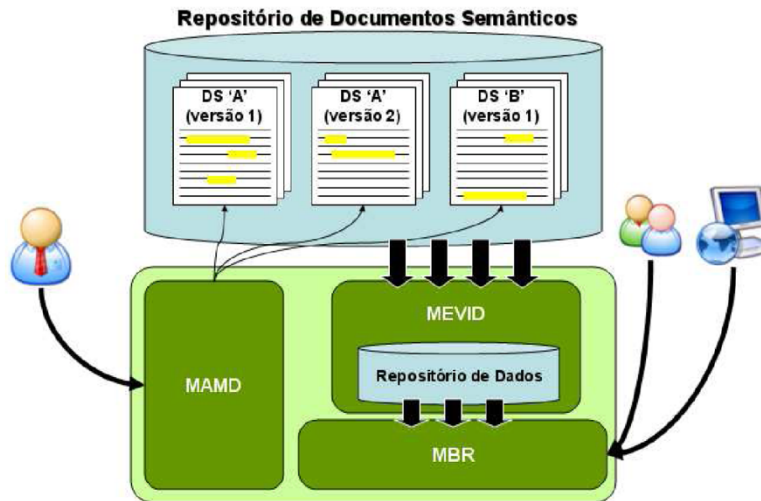 Repositório de Documentos Semânticos
DS 'A'
(versão 1)
DS 'A'
(versão 2)
DS 'B'
(versão 1)
MEVID
MAMD
Repositório de Dados
MBR